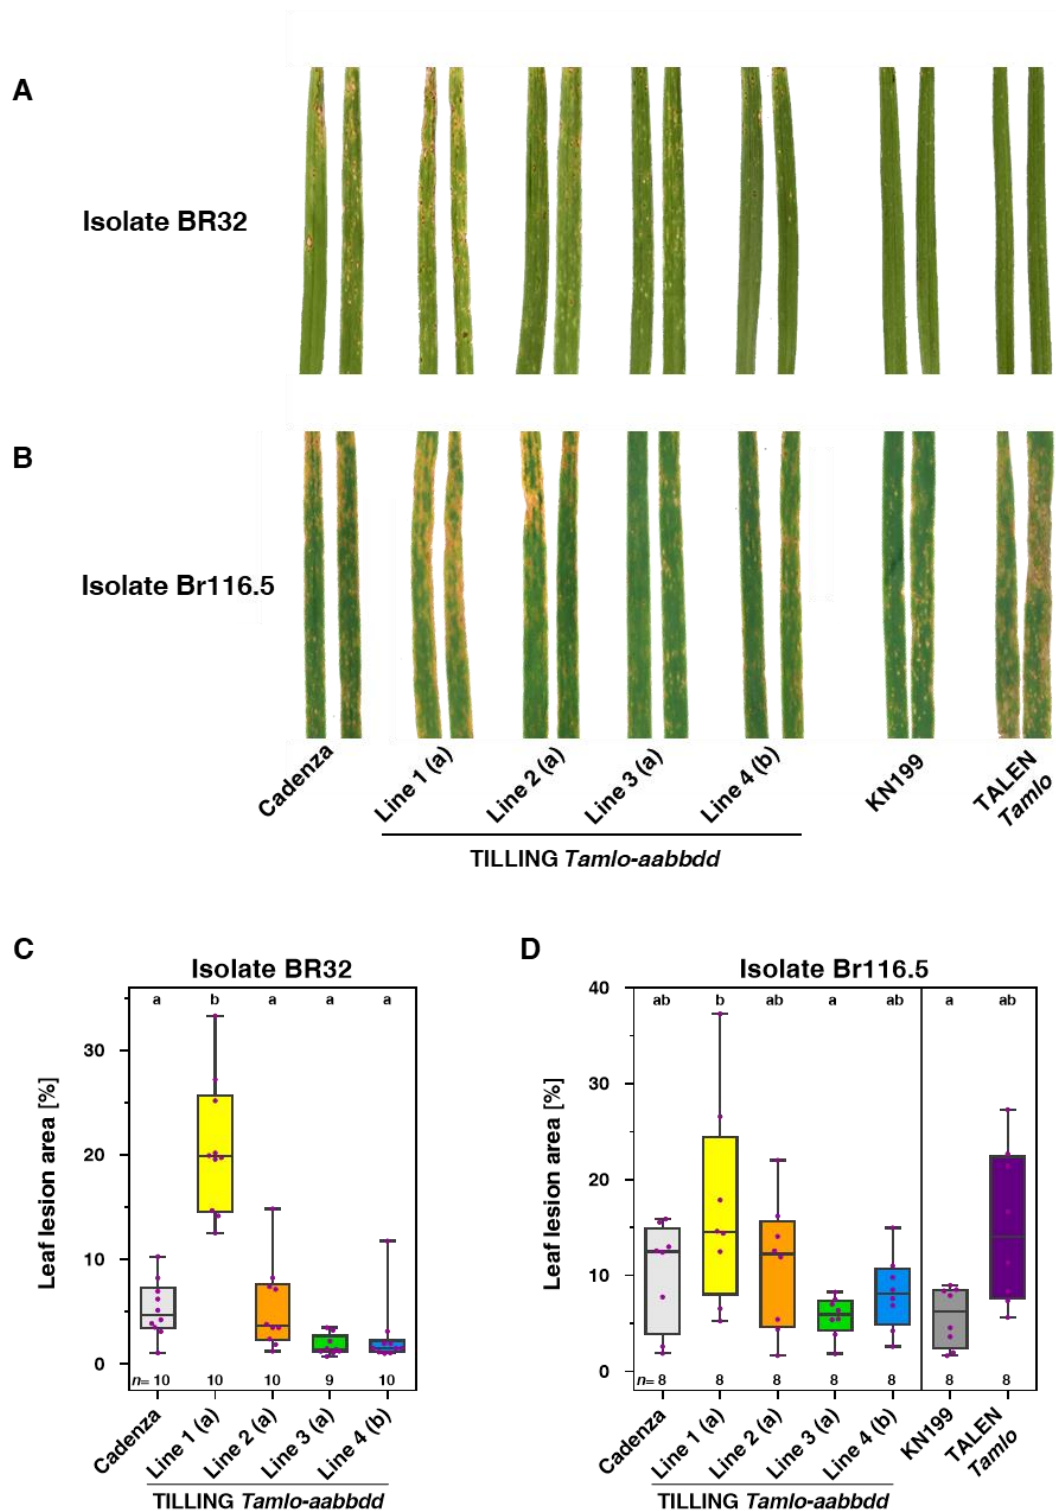 A
Isolate BR32
B
Isolate Br116.5
Cadenza
Line 1 (a)
Line 2 (a)
Line 3 (a)
Line 4 (b)
KN199
TALEN
Tamlo
TILLING Tamlo-aabbdd
C
Isolate BR32
a b a a a
Leaf lesion area [%]
30
20
10
0
n= 10 10 10 9 10
Cadenza
Line 1 (a)
Line 2 (a)
Line 3 (a)
Line 4 (b)
TILLING Tamlo-aabbdd
D
Isolate Br116.5
ab b ab a ab a ab
Leaf lesion area [%]
40
30
20
10
0
n= 8 8 8 8 8 8 8
Cadenza
Line 1 (a)
Line 2 (a)
Line 3 (a)
Line 4 (b)
KN199
TALEN
Tamlo
TILLING Tamlo-aabbdd